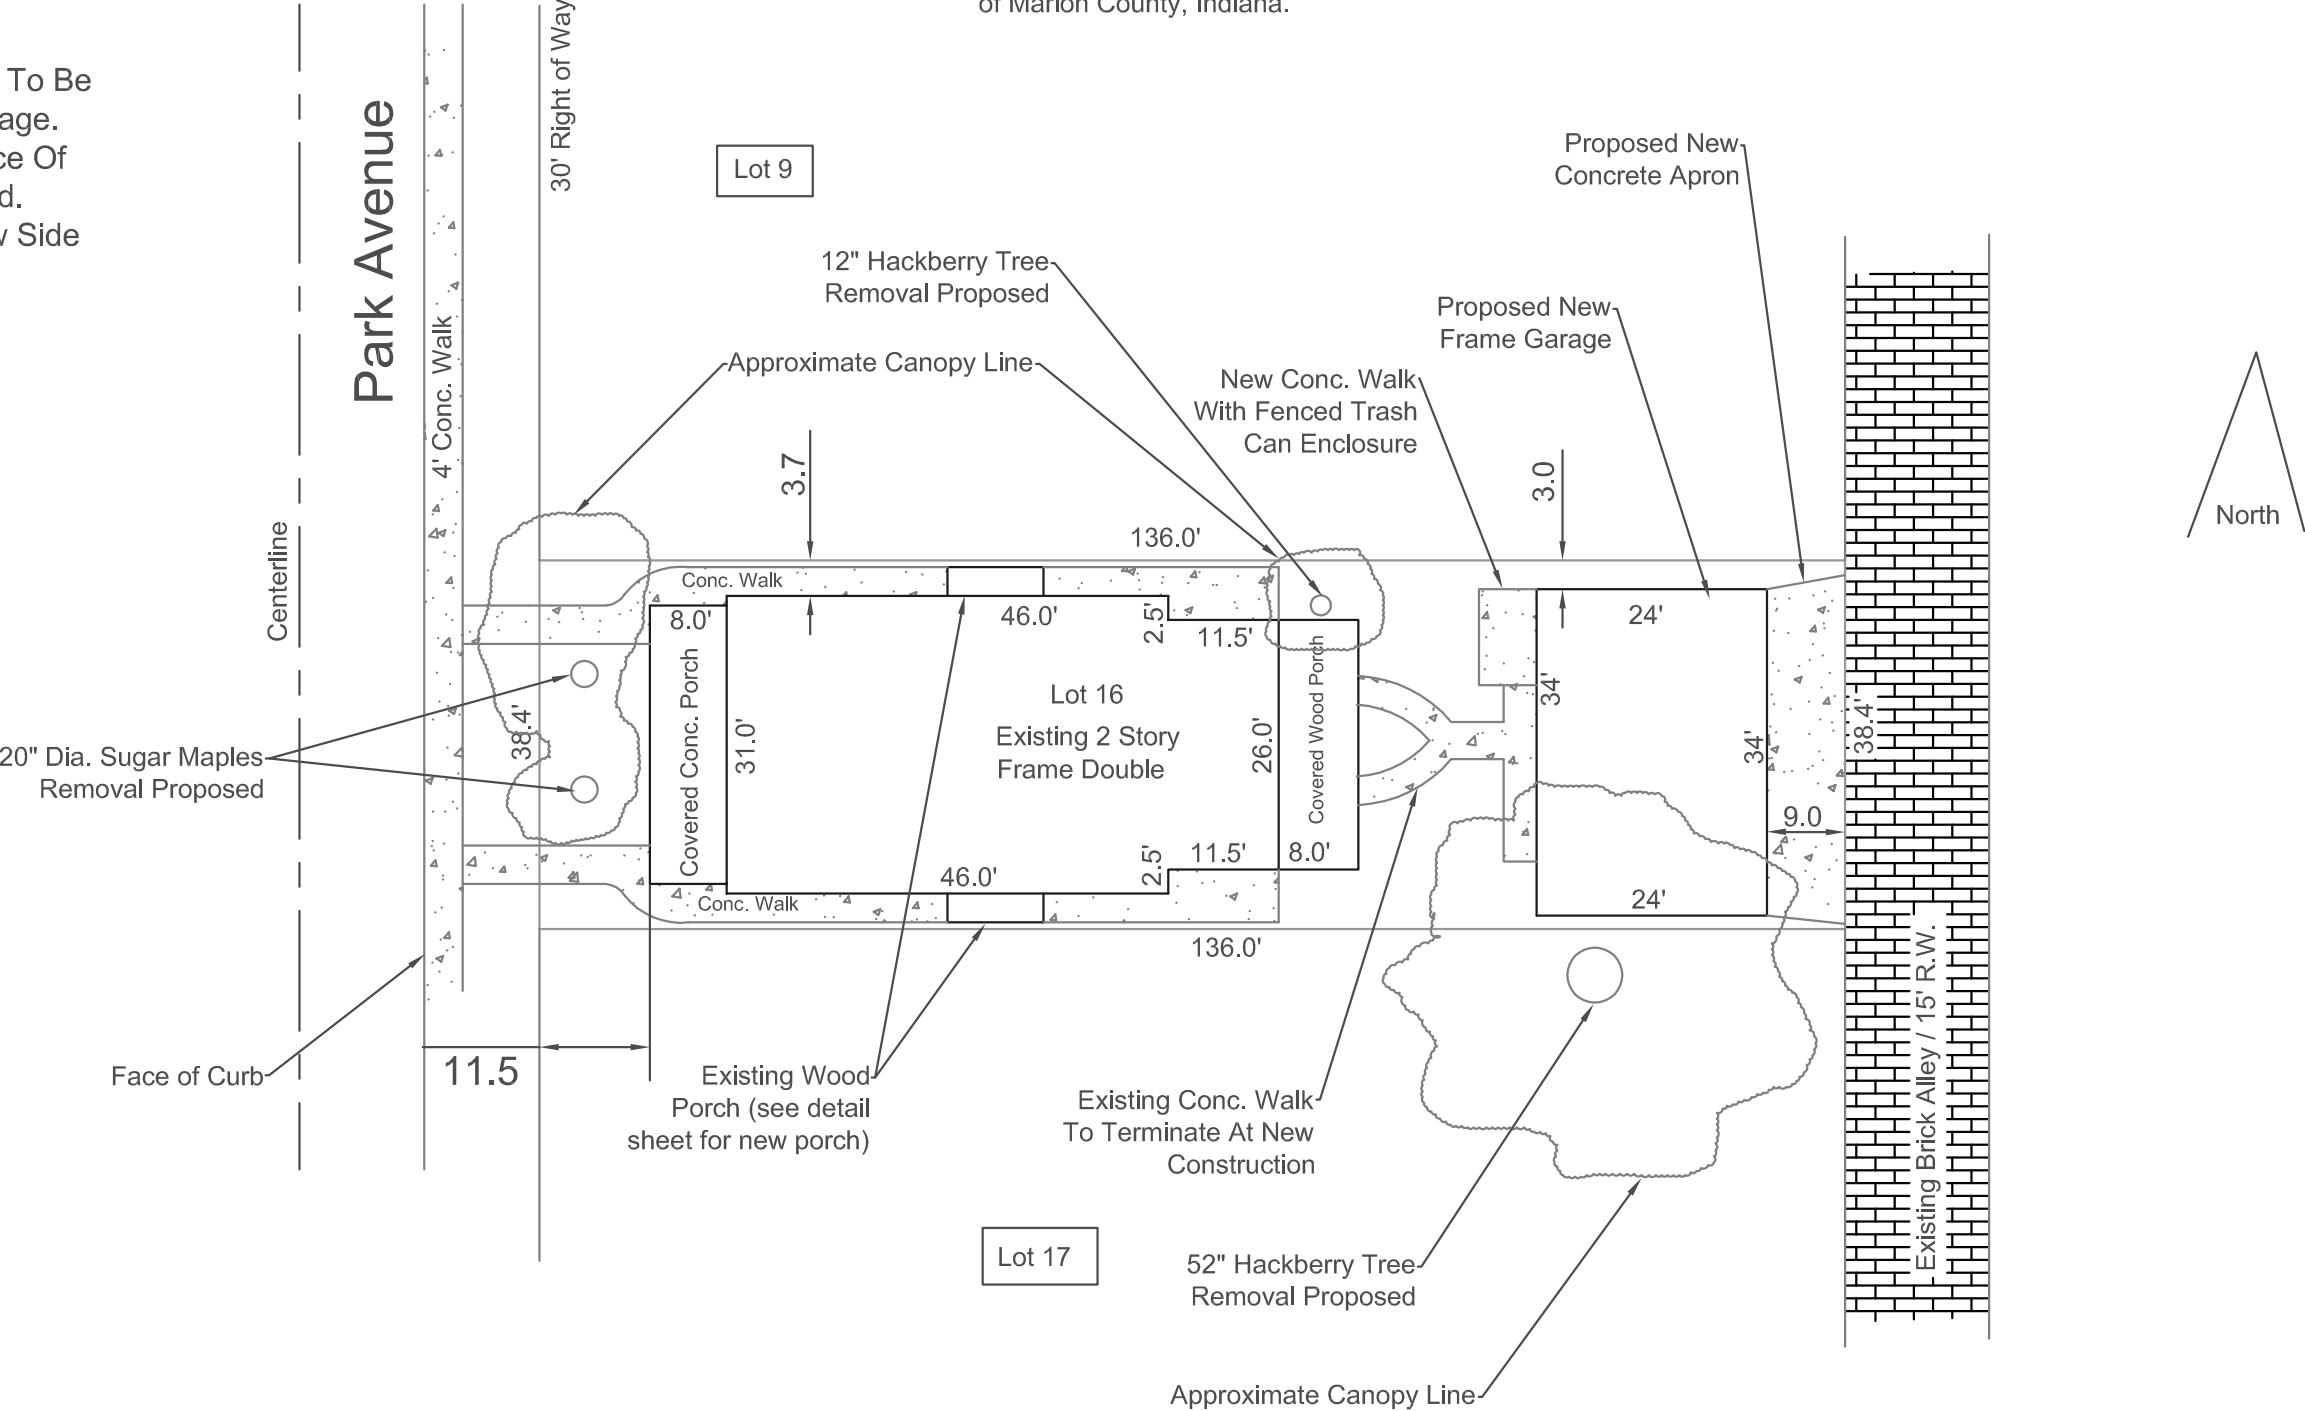 of Marion County, Indiana.
To Be
age.
ce Of
d.
Side
Park Avenue
4' Conc. Walk
30' Right of Way
Centerline
Lot 9
Proposed New
Concrete Apron
12" Hackberry Tree
Removal Proposed
Proposed New
Frame Garage
Approximate Canopy Line
New Conc. Walk
With Fenced Trash
Can Enclosure
North
3.7
3.0
136.0'
Conc. Walk
8.0'
46.0'
2.5'
11.5'
24'
Covered Conc. Porch
31.0'
38.4'
Lot 16
Existing 2 Story
Frame Double
26.0'
Covered Wood Porch
34'
34'
38.4'
20" Dia. Sugar Maples
Removal Proposed
9.0
46.0'
2.5'
11.5'
8.0'
24'
Conc. Walk
136.0'
11.5
Face of Curb
Existing Wood
Porch (see detail
sheet for new porch)
Existing Conc. Walk
To Terminate At New
Construction
Existing Brick Alley / 15' R.W.
Lot 17
52" Hackberry Tree
Removal Proposed
Approximate Canopy Line